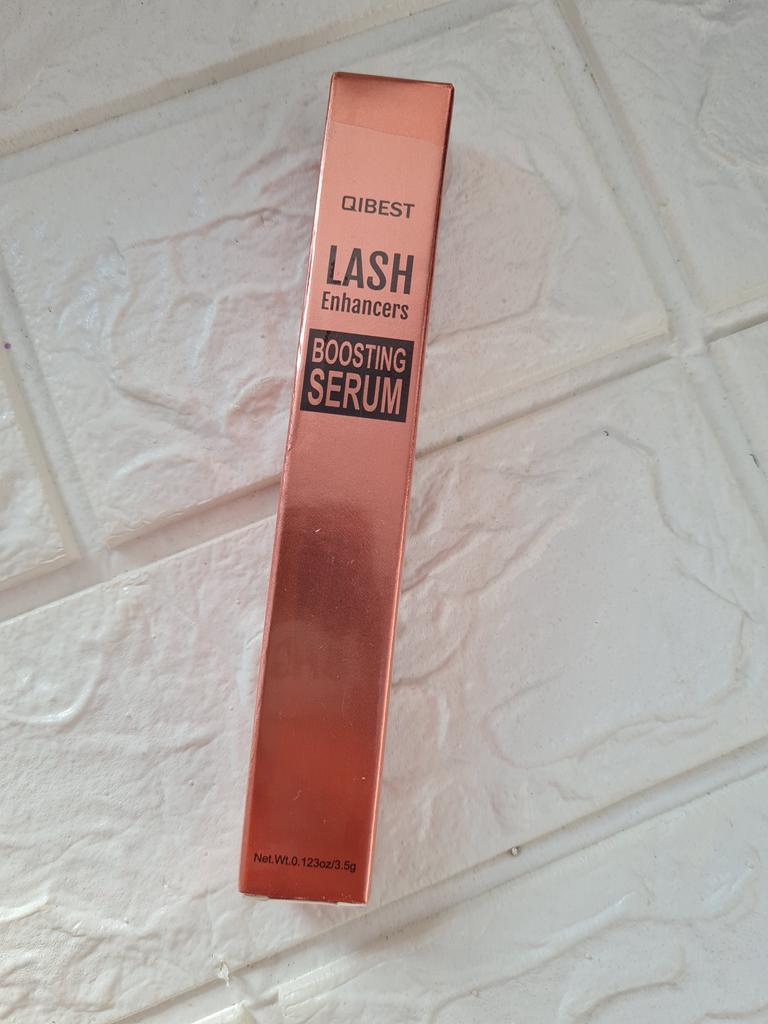 QIBEST
LASH
Enhancers
BOOSTING
SERUM
Net.Wt.0.123oz/3.5g